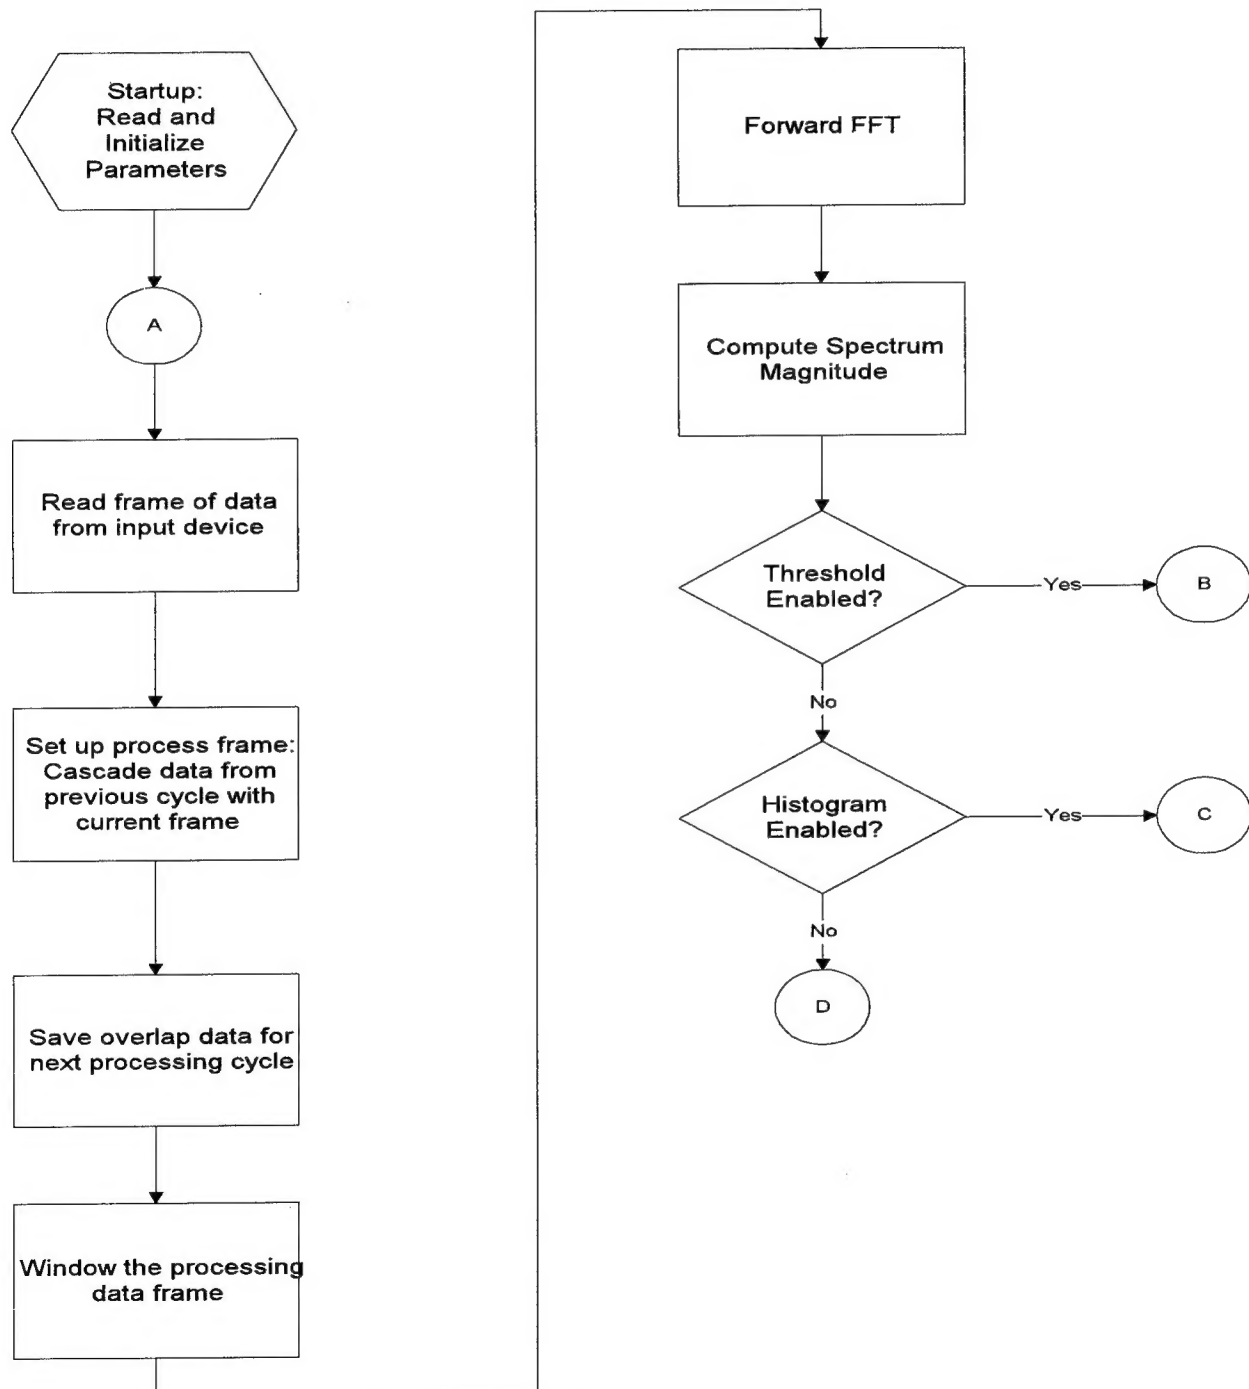 Startup:
Read and
Initialize
Parameters
A
Read frame of data
from input device
Set up process frame:
Cascade data from
previous cycle with
current frame
Save overlap data for
next processing cycle
Window the processing
data frame
Forward FFT
Compute Spectrum
Magnitude
Threshold
Enabled?
Yes
B
No
Histogram
Enabled?
Yes
C
No
D